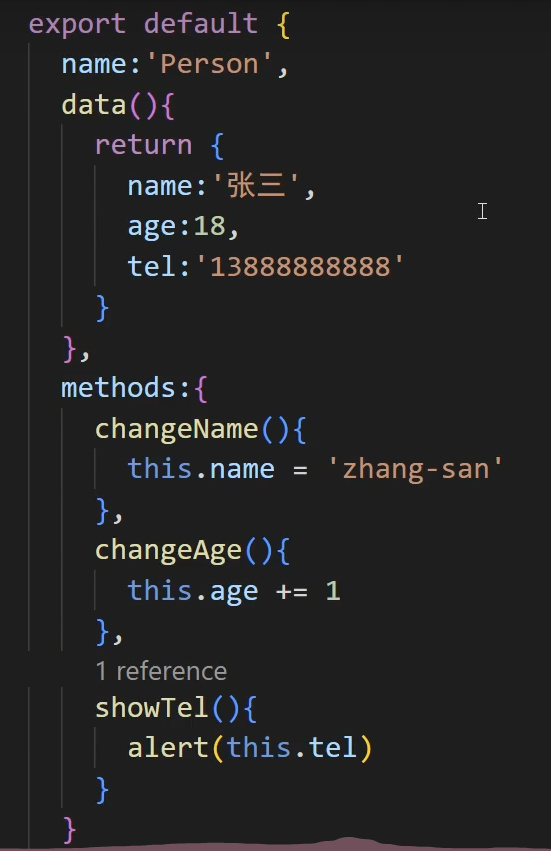 export default {
name:'Person',
data(){
return {
name:'张三',
age:18,
tel:'13888888888'
}
},
methods:{
changeName(){
this.name = 'zhang-san'
},
changeAge(){
this.age += 1
},
1 reference
showTel(){
alert(this.tel)
}
}